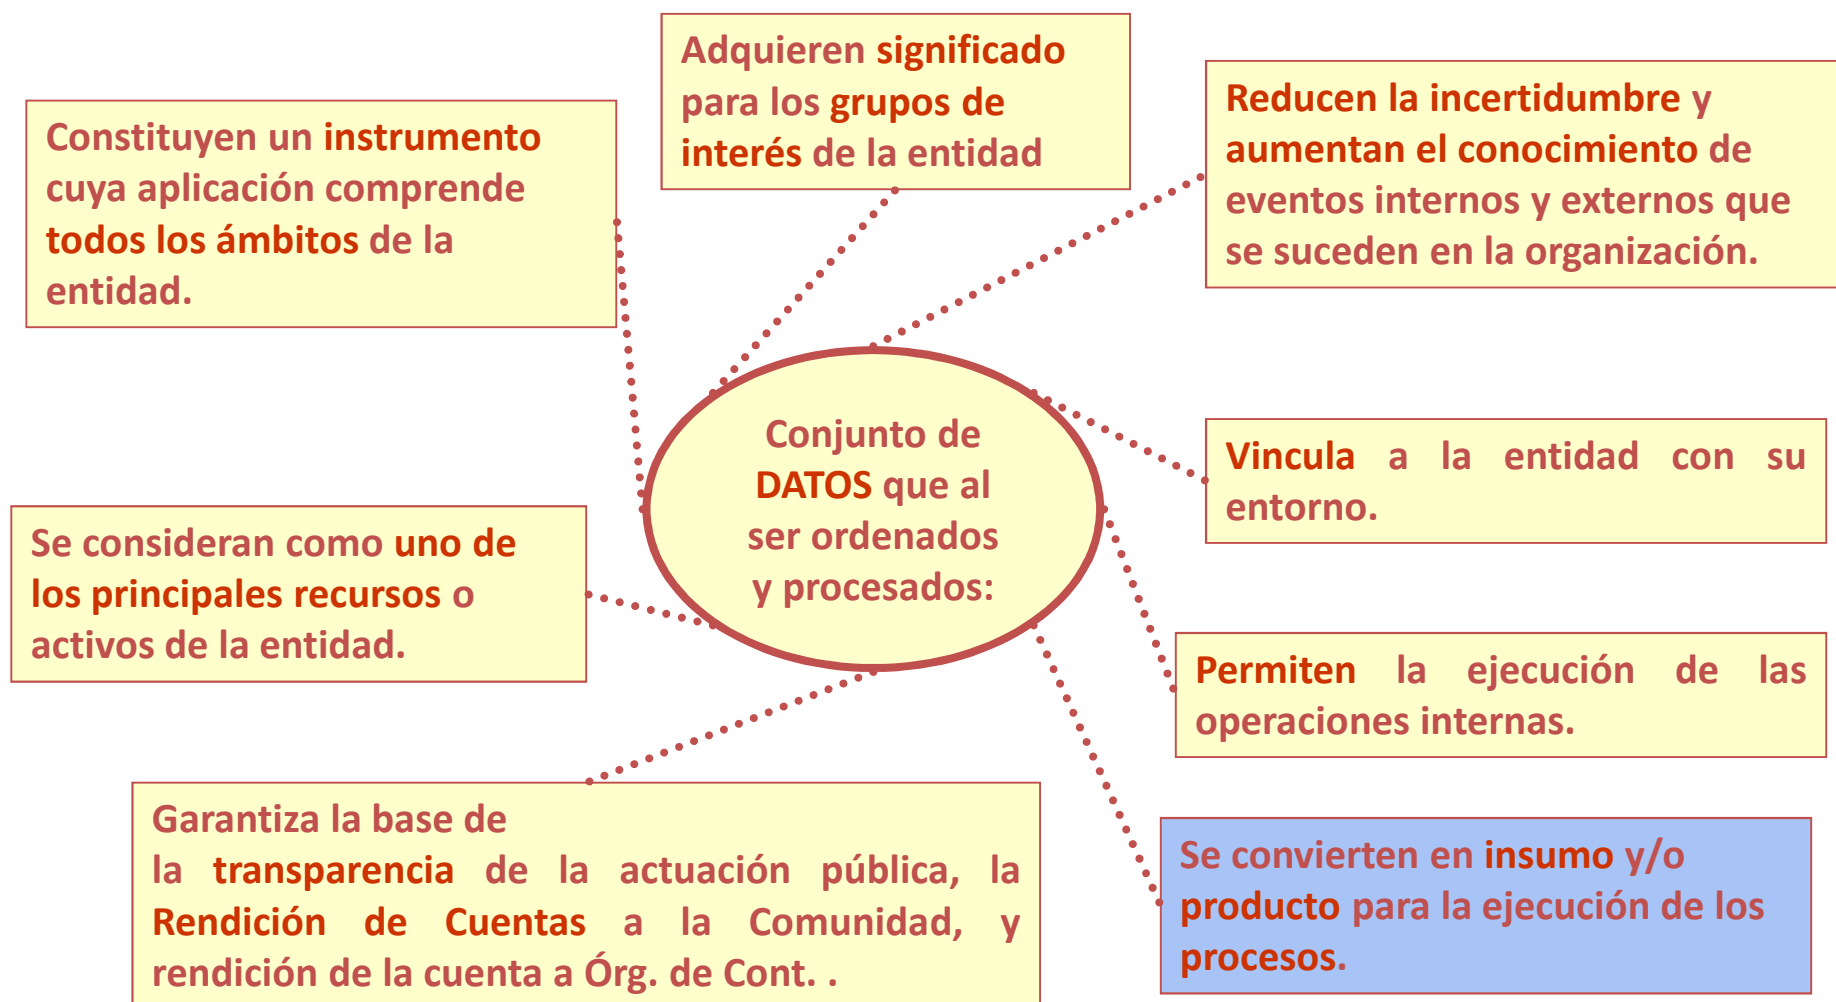 Adquieren significado
para los grupos de
interés de la entidad
Reducen la incertidumbre y
aumentan el conocimiento de
eventos internos y externos que
se suceden en la organización.
Constituyen un instrumento
cuya aplicación comprende
todos los ámbitos de la
entidad.
Conjunto de
DATOS que al
ser ordenados
y procesados:
Vincula a la entidad con su
entorno.
Se consideran como uno de
los principales recursos o
activos de la entidad.
Permiten la ejecución de las
operaciones internas.
Garantiza la base de
la transparencia de la actuación pública, la
Rendición de Cuentas a la Comunidad, y
rendición de la cuenta a Órg. de Cont. .
Se convierten en insumo y/o
producto para la ejecución de los
procesos.